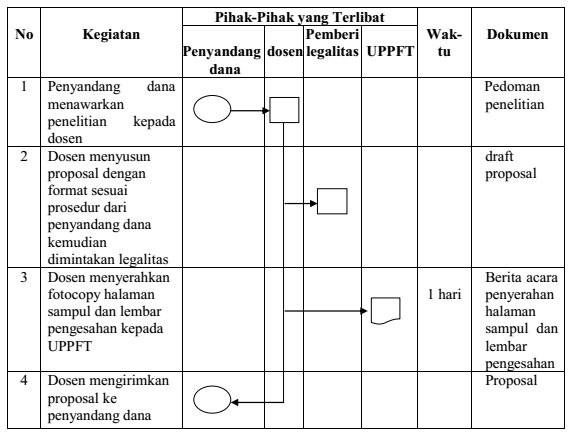 Pihak-Pihak yang Terlibat
No
Kegiatan
Penyandang
dana
dosen
Pemberi
legalitas
UPPFT
Wak-
tu
Dokumen
1
Penyandang dana
menawarkan
penelitian kepada
dosen
Pedoman
penelitian
2
Dosen menyusun
proposal dengan
format sesuai
prosedur dari
penyandang dana
kemudian
dimintakan legalitas
draft
proposal
3
Dosen menyerahkan
fotocopy halaman
sampul dan lembar
pengesahan kepada
UPPFT
1 hari
Berita acara
penyerahan
halaman
sampul dan
lembar
pengesahan
4
Dosen mengirimkan
proposal ke
penyandang dana
Proposal